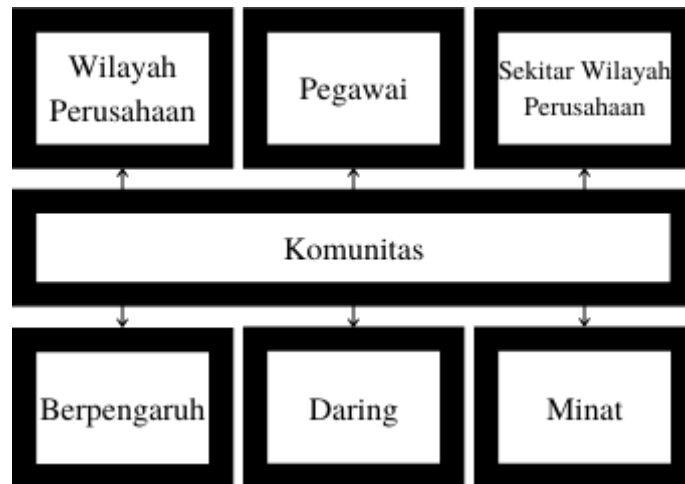 Wilayah
Perusahaan
Pegawai
Sekitar Wilayah
Perusahaan
Komunitas
Berpengaruh
Daring
Minat